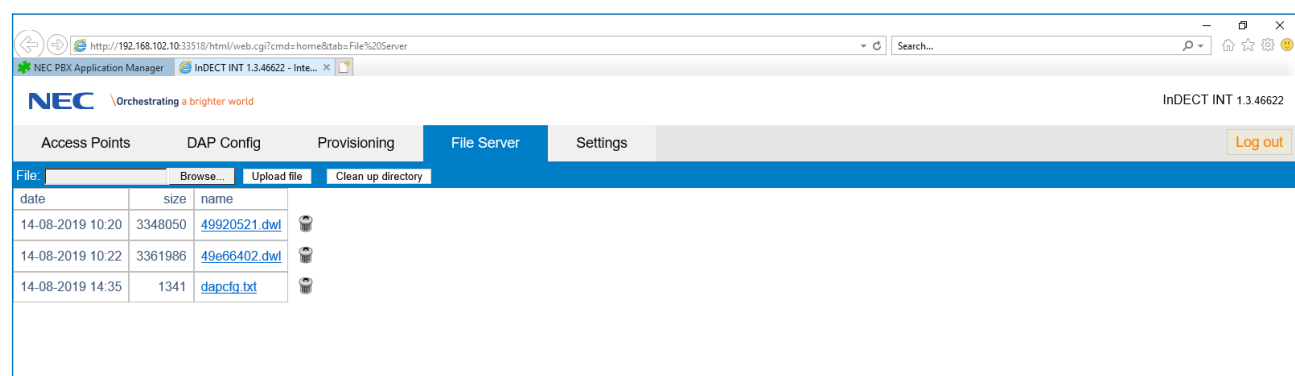 http://192.168.102.10:33518/html/web.cgi?cmd=home&tab=File%20Server Search...
NEC PBX Application Manager InDECT INT 1.3.46622 - Inte...
NEC \Orchestrating a brighter world InDECT INT 1.3.46622
Access Points DAP Config Provisioning File Server Settings Log out
File: Browse... Upload file Clean up directory
date size name
14-08-2019 10:20 3348050 49920521.dwl
14-08-2019 10:22 3361986 49e66402.dwl
14-08-2019 14:35 1341 dapcfg.txt